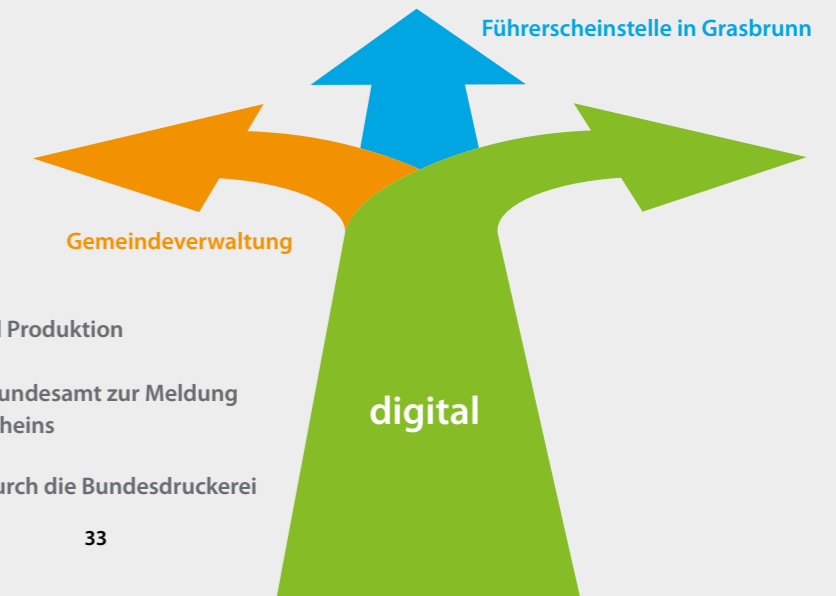 Führerscheinstelle in Grasbrunn
Gemeindeverwaltung
Produktion
undesamt zur Meldung
heins
urch die Bundesdruckerei
33
digital